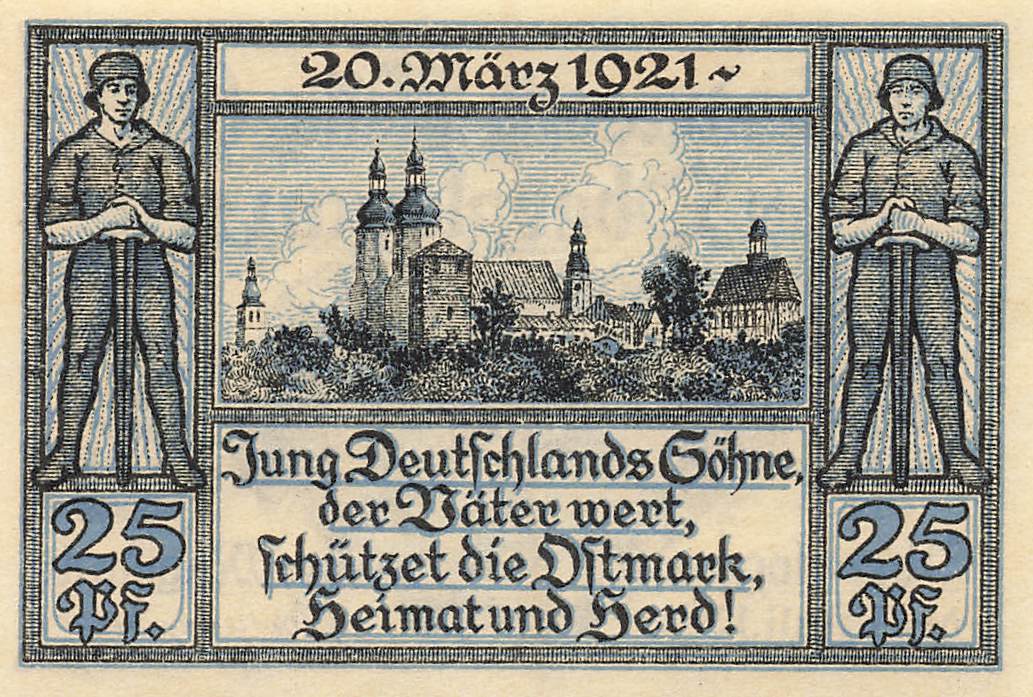 20. März 1921~
Jung Deutſchlands Söhne,
der Väter wert,
ſchützet die Oſtmark,
Heimat und Herd!
25
Pf.
25
Pf.